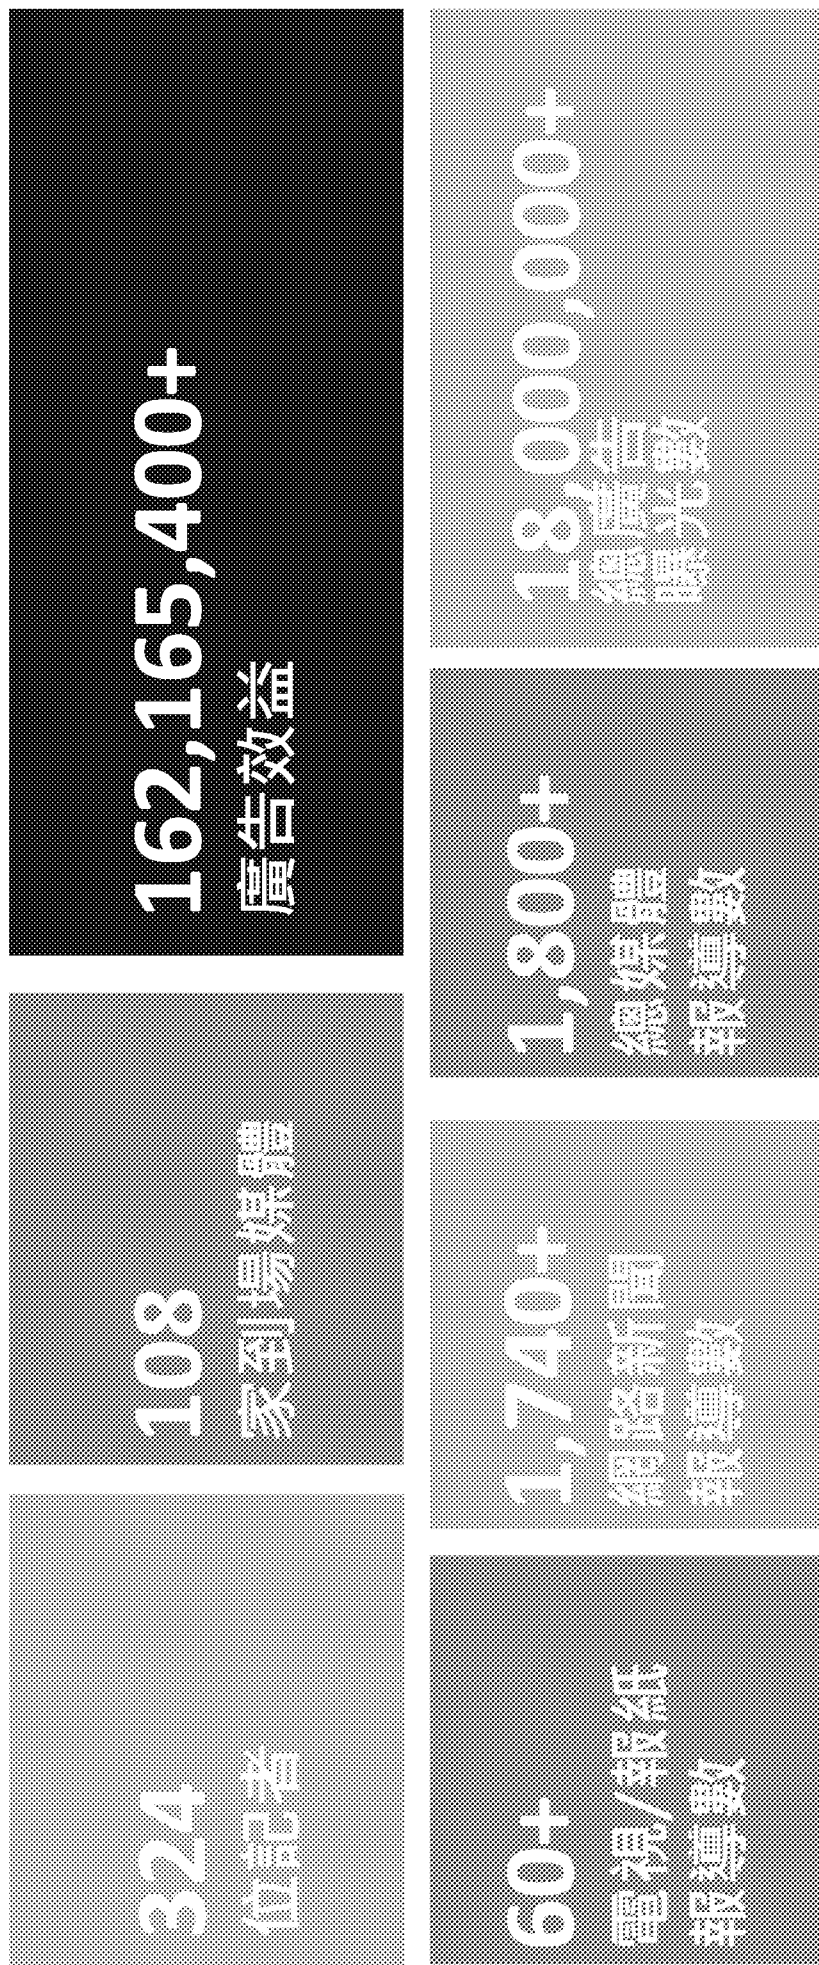 324
位記者
108
家到場媒體
162,165,400+
廣告效益
60+
電視/報紙
報導數
1,740+
網路新聞
報導數
1,800+
總媒體
報導數
18,000,000+
總廣告
曝光數